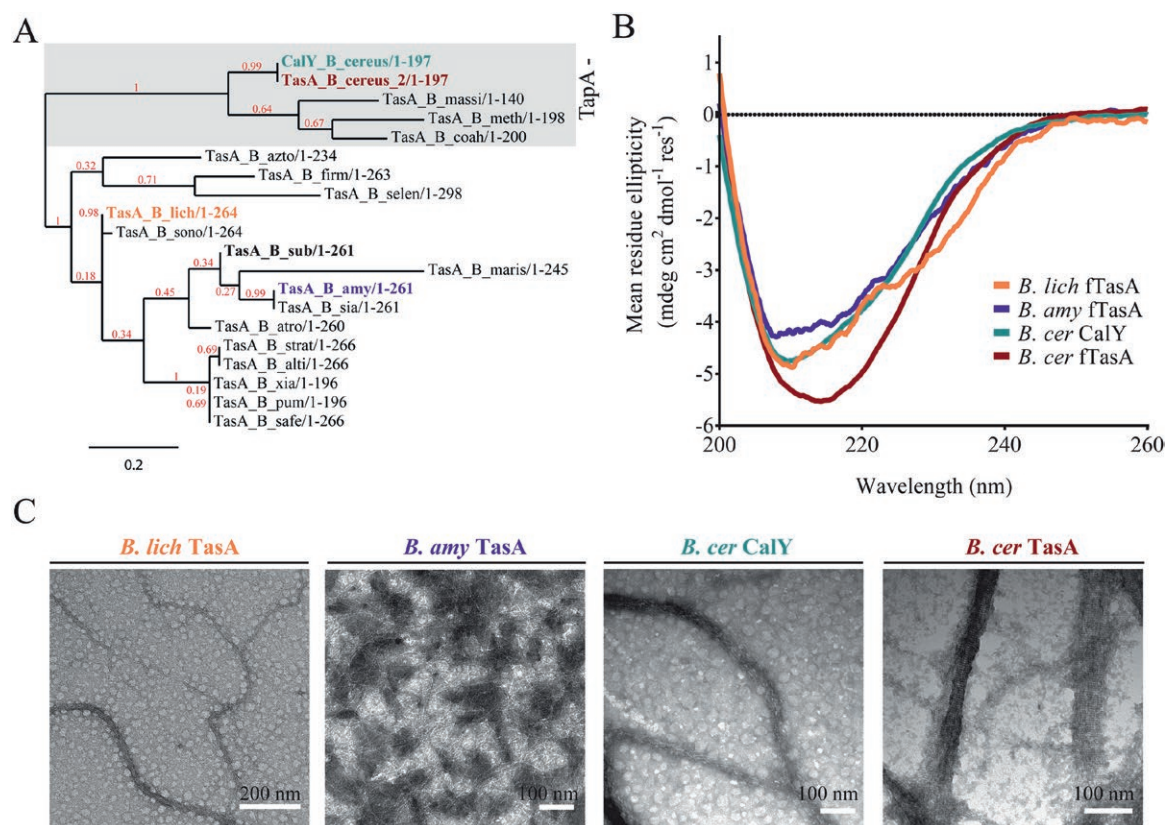 A
CalY_B_cereus/1-197
0.99
TasA_B_cereus_2/1-197
1
TasA_B_massi/1-140
0.64
TasA_B_meth/1-198
0.67
TasA_B_coah/1-200
TapA -
TasA_B_azto/1-234
0.32
TasA_B_firm/1-263
0.71
TasA_B_selen/1-298
0.98
TasA_B_lich/1-264
1
TasA_B_sono/1-264
TasA_B_sub/1-261
0.34
TasA_B_maris/1-245
0.18
0.27
TasA_B_amy/1-261
0.45
0.99
TasA_B_sia/1-261
TasA_B_atro/1-260
0.34
TasA_B_strat/1-266
0.69
TasA_B_alti/1-266
1
TasA_B_xia/1-196
0.19
TasA_B_pum/1-196
0.69
TasA_B_safe/1-266
0.2
B
Mean residue ellipticity
(mdeg cm² dmol⁻¹ res⁻¹)
1
0
-1
-2
-3
-4
-5
-6
200
220
240
260
Wavelength (nm)
B. lich fTasA
B. amy fTasA
B. cer CalY
B. cer fTasA
C
B. lich TasA
B. amy TasA
B. cer CalY
B. cer TasA
200 nm
100 nm
100 nm
100 nm